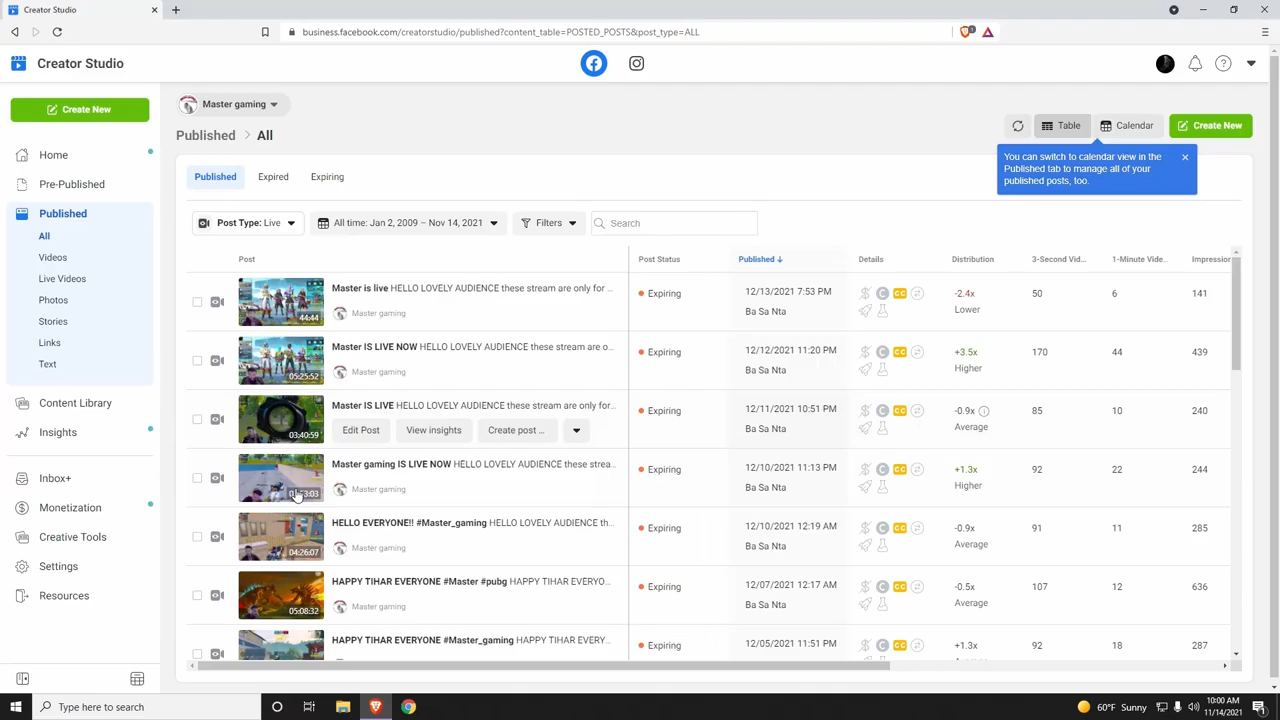 Creator Studio
business.facebook.com/creatorstudio/published?content_table=POSTED_POSTS&post_type=ALL
Creator Studio
Create New
Home
Pre-Published
Published
All
Videos
Live Videos
Photos
Stories
Links
Text
Content Library
Insights
Inbox+
Monetization
Creative Tools
Settings
Resources
Master gaming
Published > All
Table
Calendar
Create New
You can switch to calendar view in the
Published tab to manage all of your
published posts, too.
Published Expired Expiring
Post Type: Live
All time: Jan 2, 2009 – Nov 14, 2021
Filters
Search
Post Post Status Published ↓ Details Distribution 3-Second Vid... 1-Minute Vide.. Impression
44:44
Master is live HELLO LOVELY AUDIENCE these stream are only for ...
Master gaming
Expiring
12/13/2021 7:53 PM
Ba Sa Nta
CC
-2.4x
Lower
50 6 141
05:25:52
Master IS LIVE NOW HELLO LOVELY AUDIENCE these stream are o...
Master gaming
Expiring
12/12/2021 11:20 PM
Ba Sa Nta
CC
+3.5x
Higher
170 44 439
03:40:59
Master IS LIVE HELLO LOVELY AUDIENCE these stream are only for...
Edit Post View insights Create post ...
Expiring
12/11/2021 10:51 PM
Ba Sa Nta
CC
-0.9x
Average
85 10 240
Master gaming IS LIVE NOW HELLO LOVELY AUDIENCE these strea...
Master gaming
Expiring
12/10/2021 11:13 PM
Ba Sa Nta
CC
+1.3x
Higher
92 22 244
04:26:07
HELLO EVERYONE!! #Master_gaming HELLO LOVELY AUDIENCE th...
Master gaming
Expiring
12/10/2021 12:19 AM
Ba Sa Nta
CC
-0.9x
Average
91 11 285
05:08:32
HAPPY TIHAR EVERYONE #Master #pubg HAPPY TIHAR EVERYO...
Master gaming
Expiring
12/07/2021 12:17 AM
Ba Sa Nta
CC
-0.5x
Average
107 12 636
HAPPY TIHAR EVERYONE #Master_gaming HAPPY TIHAR EVERY...
Expiring
12/05/2021 11:51 PM
CC
+1.3x
92 18 287
Type here to search
60°F Sunny
10:00 AM
11/14/2021